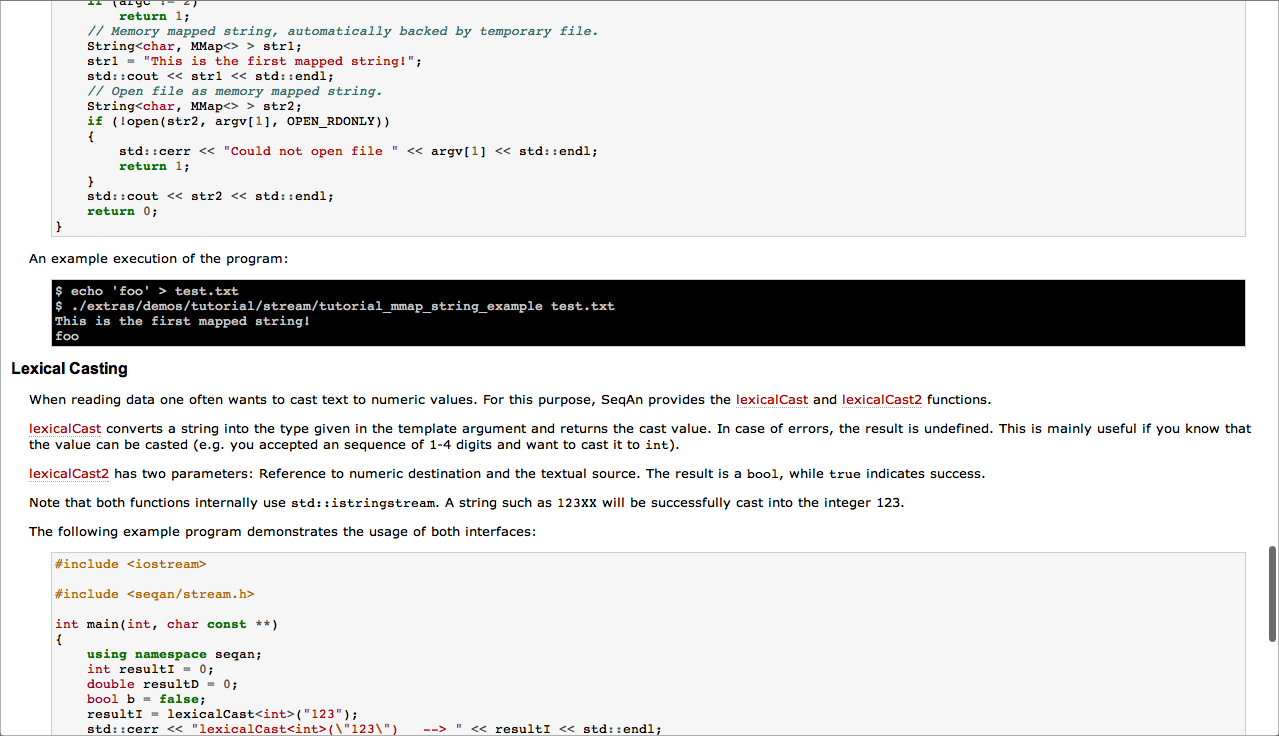 if (argc != 2)
return 1;
// Memory mapped string, automatically backed by temporary file.
String<char, MMap<> > str1;
str1 = "This is the first mapped string!";
std::cout << str1 << std::endl;
// Open file as memory mapped string.
String<char, MMap<> > str2;
if (!open(str2, argv[1], OPEN_RDONLY))
{
std::cerr << "Could not open file " << argv[1] << std::endl;
return 1;
}
std::cout << str2 << std::endl;
return 0;
}
An example execution of the program:
$ echo 'foo' > test.txt
$ ./extras/demos/tutorial/stream/tutorial_mmap_string_example test.txt
This is the first mapped string!
foo
Lexical Casting
When reading data one often wants to cast text to numeric values. For this purpose, SeqAn provides the lexicalCast and lexicalCast2 functions.
lexicalCast converts a string into the type given in the template argument and returns the cast value. In case of errors, the result is undefined. This is mainly useful if you know that
the value can be casted (e.g. you accepted an sequence of 1-4 digits and want to cast it to int).
lexicalCast2 has two parameters: Reference to numeric destination and the textual source. The result is a bool, while true indicates success.
Note that both functions internally use std::istringstream. A string such as 123XX will be successfully cast into the integer 123.
The following example program demonstrates the usage of both interfaces:
#include <iostream>
#include <seqan/stream.h>
int main(int, char const **)
{
using namespace seqan;
int resultI = 0;
double resultD = 0;
bool b = false;
resultI = lexicalCast<int>("123");
std::cerr << "lexicalCast<int>(\"123\")   --> " << resultI << std::endl;